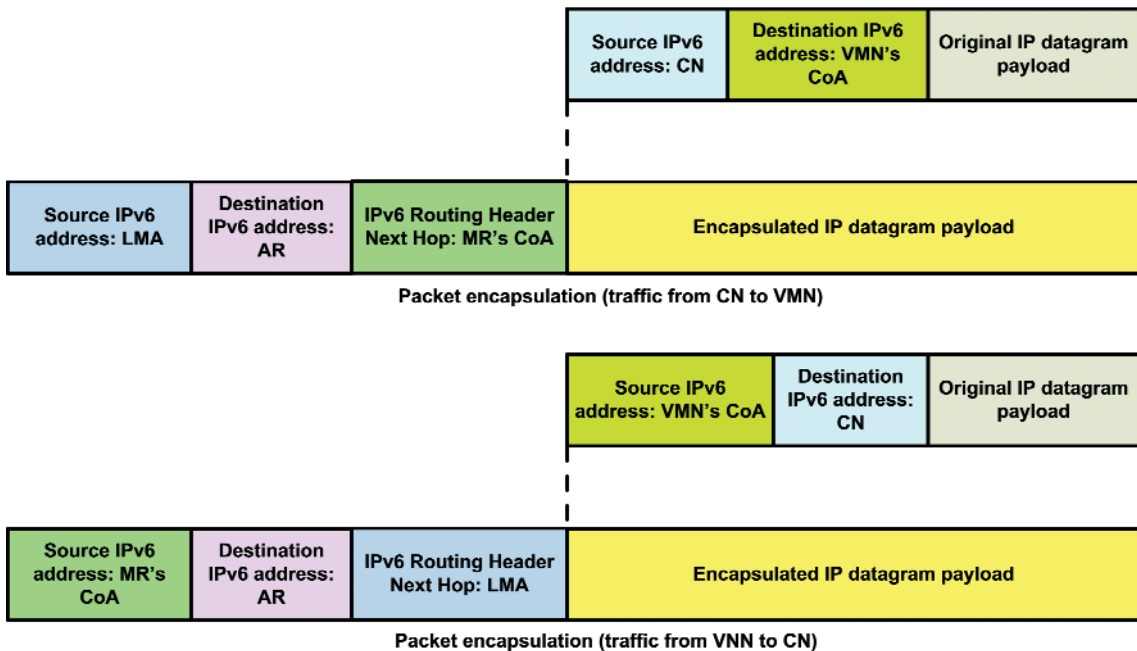 Source IPv6
address: CN
Destination IPv6
address: VMN's
CoA
Original IP datagram
payload
Source IPv6
address: LMA
Destination
IPv6 address:
AR
IPv6 Routing Header
Next Hop: MR's CoA
Encapsulated IP datagram payload
Packet encapsulation (traffic from CN to VMN)
Source IPv6
address: VMN's CoA
Destination
IPv6 address:
CN
Original IP datagram
payload
Source IPv6
address: MR's
CoA
Destination
IPv6 address:
AR
IPv6 Routing Header
Next Hop: LMA
Encapsulated IP datagram payload
Packet encapsulation (traffic from VNN to CN)